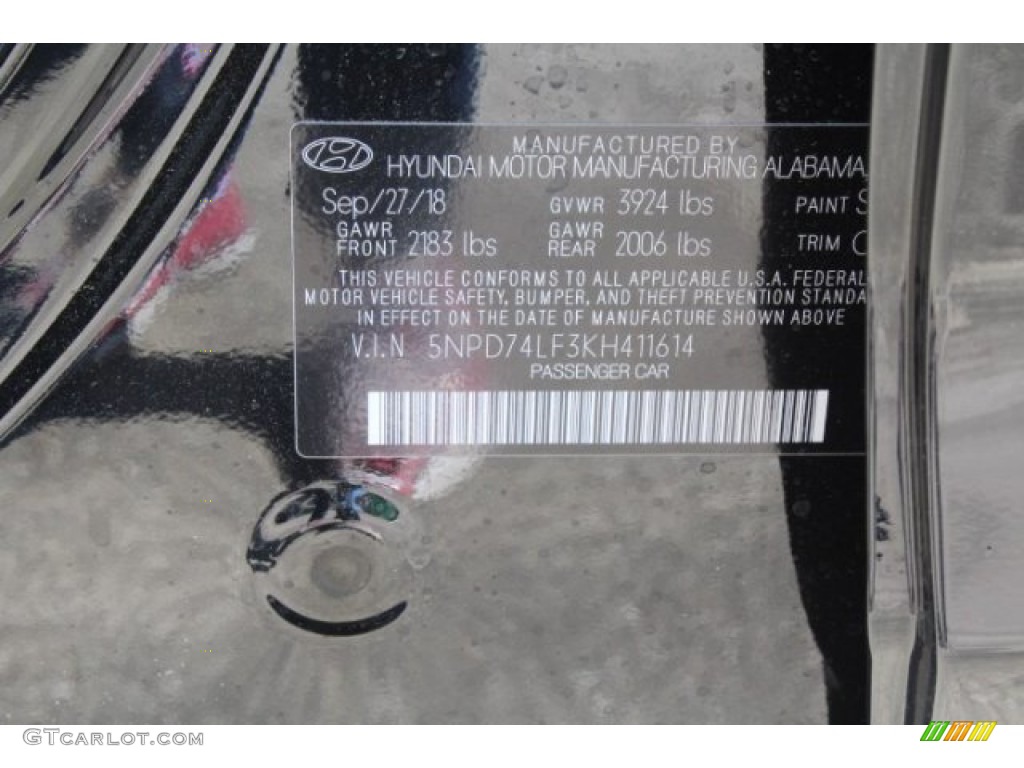 MANUFACTURED BY
HYUNDAI MOTOR MANUFACTURING ALABAMA,
Sep/27/18 GVWR 3924 lbs PAINT S
GAWR FRONT 2183 lbs GAWR REAR 2006 lbs TRIM
THIS VEHICLE CONFORMS TO ALL APPLICABLE U.S.A. FEDERAL
MOTOR VEHICLE SAFETY, BUMPER, AND THEFT PREVENTION STANDA
IN EFFECT ON THE DATE OF MANUFACTURE SHOWN ABOVE
V.I.N 5NPD74LF3KH411614
PASSENGER CAR
GTCARLOT.COM